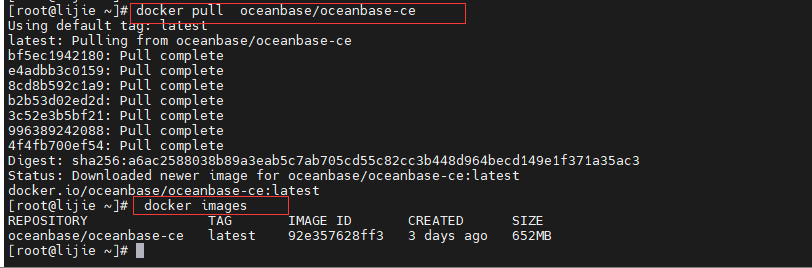 [root@lijie ~]# docker pull  oceanbase/oceanbase-ce
Using default tag: latest
latest: Pulling from oceanbase/oceanbase-ce
bf5ec1942180: Pull complete
e4adbb3c0159: Pull complete
8cd8b592c1a9: Pull complete
b2b53d02ed2d: Pull complete
3c52e3b5bf21: Pull complete
996389242088: Pull complete
4f4fb700ef54: Pull complete
Digest: sha256:a6ac2588038b89a3eab5c7ab705cd55c82cc3b448d964becd149e1f371a35ac3
Status: Downloaded newer image for oceanbase/oceanbase-ce:latest
docker.io/oceanbase/oceanbase-ce:latest
[root@lijie ~]#  docker images
REPOSITORY               TAG       IMAGE ID       CREATED      SIZE
oceanbase/oceanbase-ce   latest    92e357628ff3   3 days ago   652MB
[root@lijie ~]#